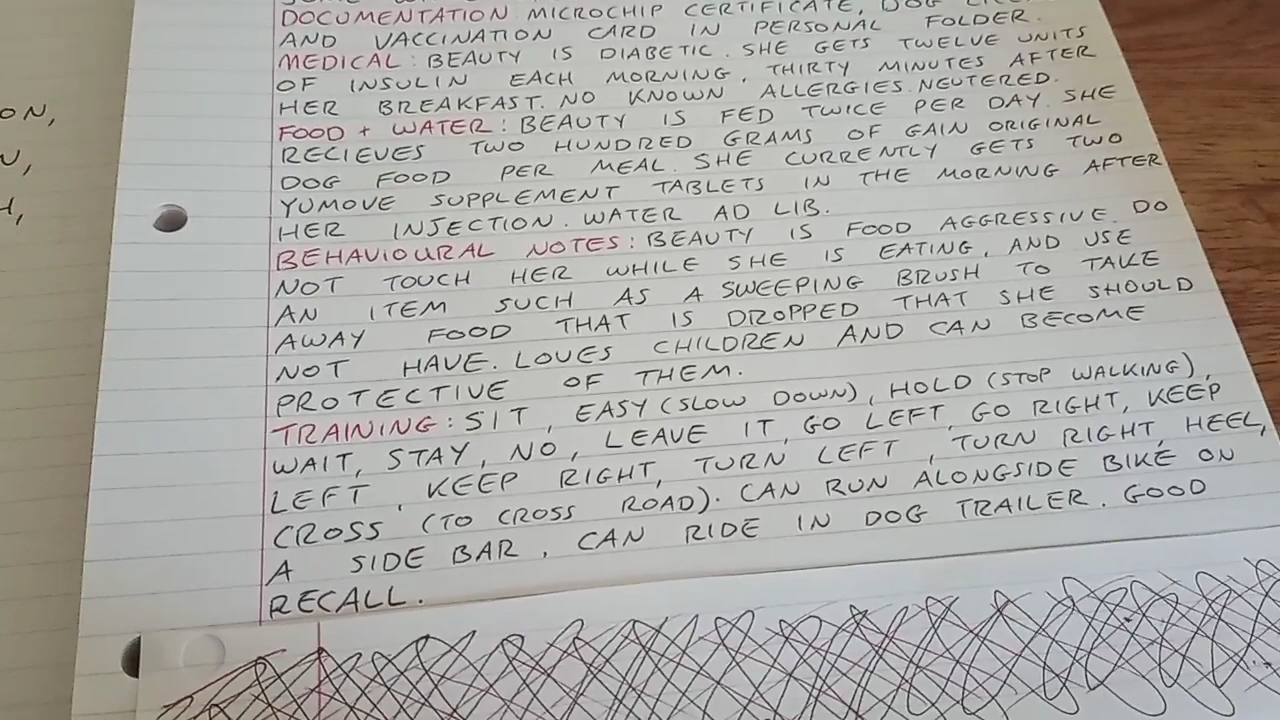 DOCUMENTATION MICROCHIP CERTIFICATE, DOG
AND VACCINATION CARD IN PERSONAL FOLDER.
MEDICAL: BEAUTY IS DIABETIC. SHE GETS TWELVE UNITS
OF INSULIN EACH MORNING, THIRTY MINUTES AFTER
HER BREAKFAST. NO KNOWN ALLERGIES. NEUTERED.
FOOD + WATER: BEAUTY IS FED TWICE PER DAY. SHE
RECIEVES TWO HUNDRED GRAMS OF GAIN ORIGINAL
DOG FOOD PER MEAL. SHE CURRENTLY GETS TWO
YUMOVE SUPPLEMENT TABLETS IN THE MORNING AFTER
HER INJECTION. WATER AD LIB.
BEHAVIOURAL NOTES: BEAUTY IS FOOD AGGRESSIVE. DO
NOT TOUCH HER WHILE SHE IS EATING, AND USE
AN ITEM SUCH AS A SWEEPING BRUSH TO TAKE
AWAY FOOD THAT IS DROPPED THAT SHE SHOULD
NOT HAVE. LOVES CHILDREN AND CAN BECOME
PROTECTIVE OF THEM.
TRAINING: SIT, EASY (SLOW DOWN), HOLD (STOP WALKING),
WAIT, STAY, NO, LEAVE IT, GO LEFT, GO RIGHT, KEEP
LEFT, KEEP RIGHT, TURN LEFT, TURN RIGHT, HEEL,
CROSS (TO CROSS ROAD). CAN RUN ALONGSIDE BIKE ON
A SIDE BAR, CAN RIDE IN DOG TRAILER. GOOD
RECALL.